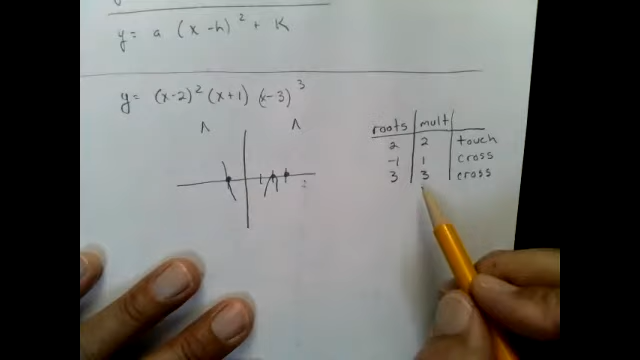 y = a (x-h)² + K
y = (x-2)² (x+1) (x-3)³
roots mult
2 2 touch
-1 1 cross
3 3 cross